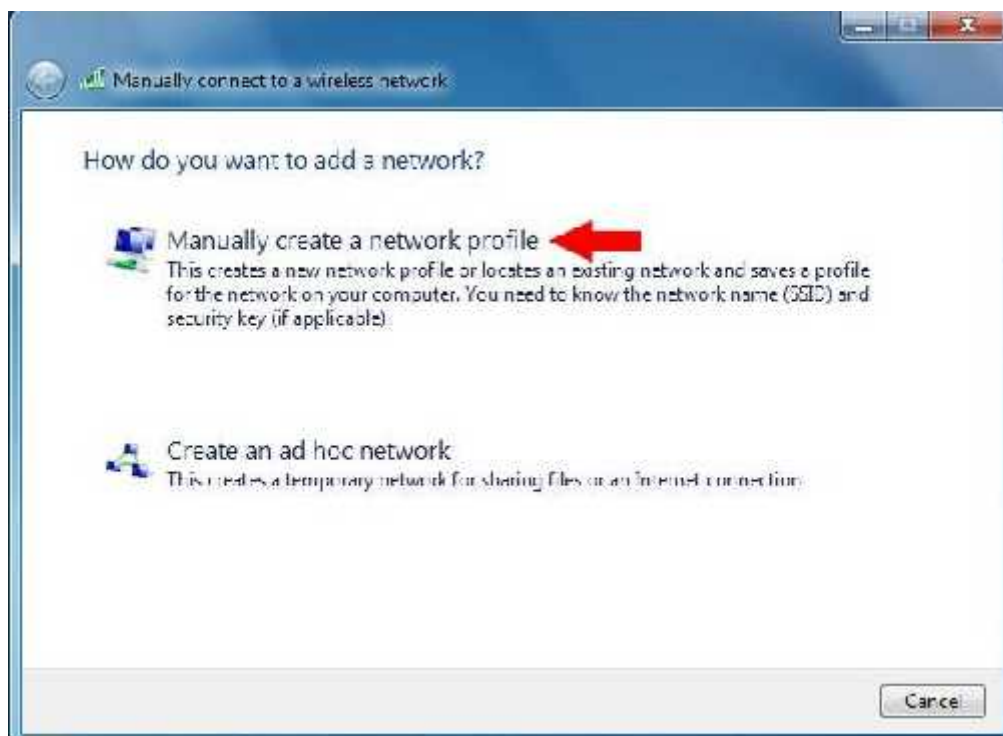 Manually connect to a wireless network
How do you want to add a network?
Manually create a network profile
This creates a new network profile or locates an existing network and saves a profile
for the network on your computer. You need to know the network name (SSID) and
security key (if applicable)
Create an ad hoc network
This creates a temporary network for sharing files or an Internet connection
Cancel